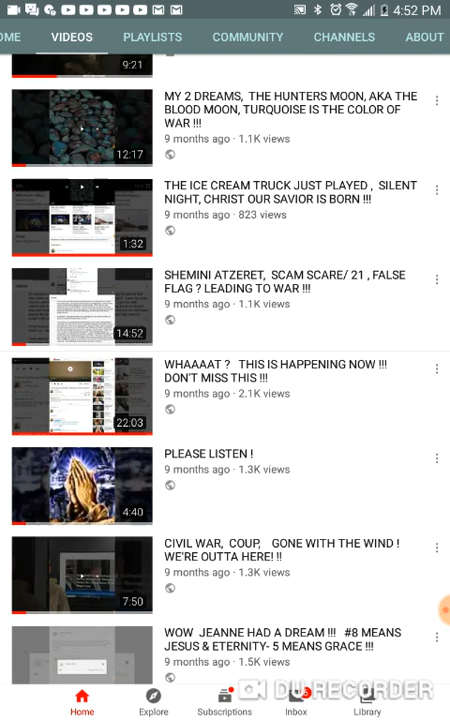 4:52 PM
OME VIDEOS PLAYLISTS COMMUNITY CHANNELS ABOUT
9:21
MY 2 DREAMS, THE HUNTERS MOON, AKA THE
BLOOD MOON, TURQUOISE IS THE COLOR OF
WAR !!!
9 months ago · 1.1K views
12:17
THE ICE CREAM TRUCK JUST PLAYED , SILENT
NIGHT, CHRIST OUR SAVIOR IS BORN !!!
9 months ago · 823 views
1:32
SHEMINI ATZERET, SCAM SCARE/ 21 , FALSE
FLAG ? LEADING TO WAR !!!
9 months ago · 1.1K views
14:52
WHAAAAT ? THIS IS HAPPENING NOW !!!
DON'T MISS THIS !!!
9 months ago · 2.1K views
22:03
PLEASE LISTEN !
9 months ago · 1.3K views
4:40
CIVIL WAR, COUP, GONE WITH THE WIND !
WE'RE OUTTA HERE! !!
9 months ago · 1.3K views
7:50
WOW JEANNE HAD A DREAM !!! #8 MEANS
JESUS & ETERNITY- 5 MEANS GRACE !!!
9 months ago · 1.5K views
DU RECORDER
Home Explore Subscriptions Inbox Library